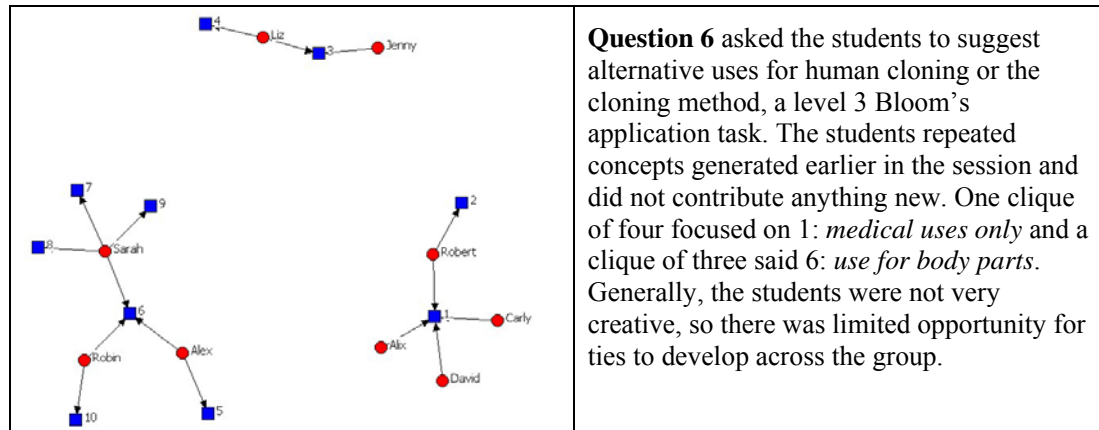 4
Liz
3
Jenny
7
9
8
Sarah
6
Robin
Alex
10
5
2
Robert
1
Carly
Alix
David
Question 6 asked the students to suggest
alternative uses for human cloning or the
cloning method, a level 3 Bloom's
application task. The students repeated
concepts generated earlier in the session and
did not contribute anything new. One clique
of four focused on 1: medical uses only and a
clique of three said 6: use for body parts.
Generally, the students were not very
creative, so there was limited opportunity for
ties to develop across the group.